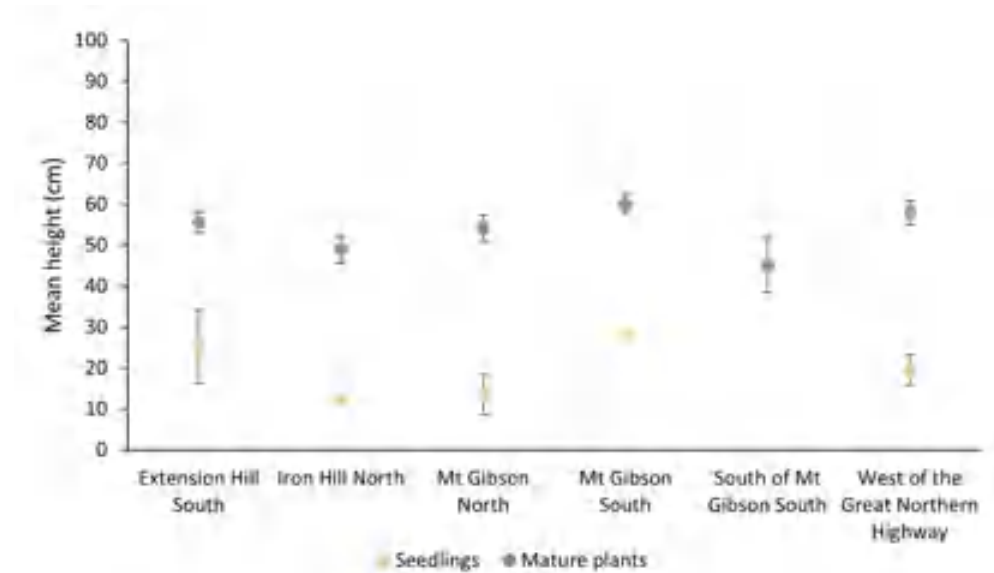 100
90
80
70
60
50
40
30
20
10
0
Mean height (cm)
Extension Hill South
Iron Hill North
Mt Gibson North
Mt Gibson South
South of Mt Gibson South
West of the Great Northern Highway
Seedlings
Mature plants